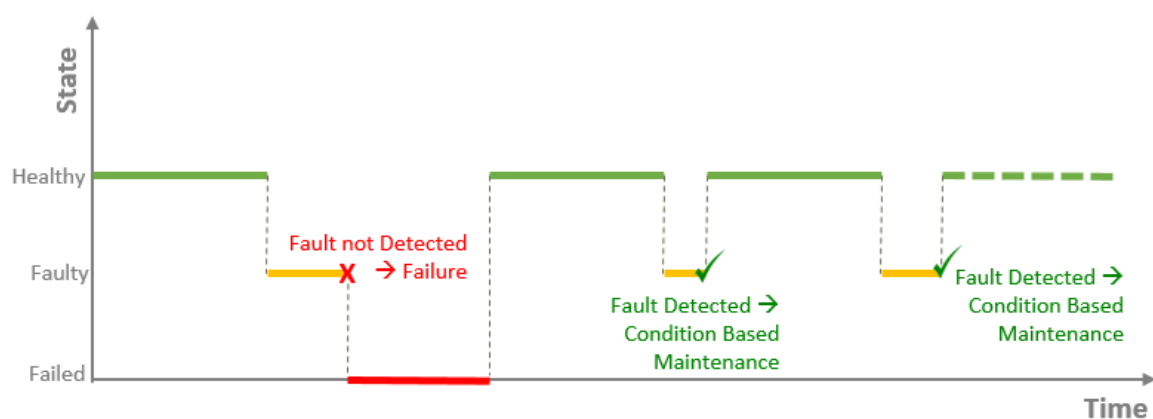 State
Healthy
Fault not Detected
→ Failure
X
Faulty
Fault Detected →
Condition Based
Maintenance
Fault Detected →
Condition Based
Maintenance
Failed
Time